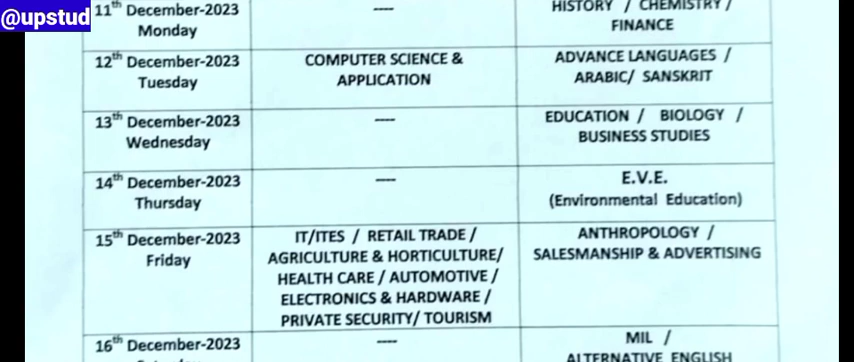 @upstud
11th December-2023
Monday
----
HISTORY / CHEMISTRY /
FINANCE
12th December-2023
Tuesday
COMPUTER SCIENCE &
APPLICATION
ADVANCE LANGUAGES /
ARABIC/ SANSKRIT
13th December-2023
Wednesday
----
EDUCATION / BIOLOGY /
BUSINESS STUDIES
14th December-2023
Thursday
----
E.V.E.
(Environmental Education)
15th December-2023
Friday
IT/ITES / RETAIL TRADE /
AGRICULTURE & HORTICULTURE/
HEALTH CARE / AUTOMOTIVE /
ELECTRONICS & HARDWARE /
PRIVATE SECURITY/ TOURISM
ANTHROPOLOGY /
SALESMANSHIP & ADVERTISING
16th December-2023
----
MIL /
ALTERNATIVE ENGLISH